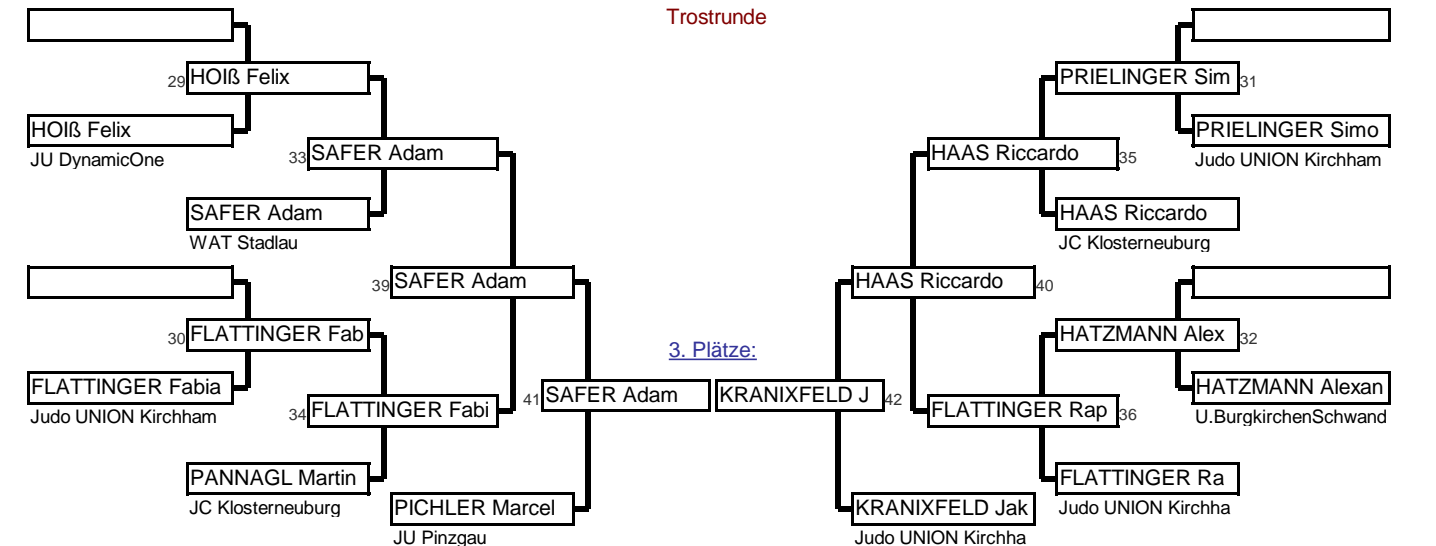 Trostrunde
29 HOIß Felix
PRIELINGER Sim 31
HOIß Felix
JU DynamicOne
PRIELINGER Simo
Judo UNION Kirchham
33 SAFER Adam
HAAS Riccardo 35
SAFER Adam
WAT Stadlau
HAAS Riccardo
JC Klosterneuburg
39 SAFER Adam
HAAS Riccardo 40
30 FLATTINGER Fab
HATZMANN Alex 32
3. Plätze:
FLATTINGER Fabia
Judo UNION Kirchham
HATZMANN Alexan
U.BurgkirchenSchwand
41 SAFER Adam
KRANIXFELD J 42
34 FLATTINGER Fabi
FLATTINGER Rap 36
PANNAGL Martin
JC Klosterneuburg
FLATTINGER Ra
Judo UNION Kirchha
PICHLER Marcel
JU Pinzgau
KRANIXFELD Jak
Judo UNION Kirchha